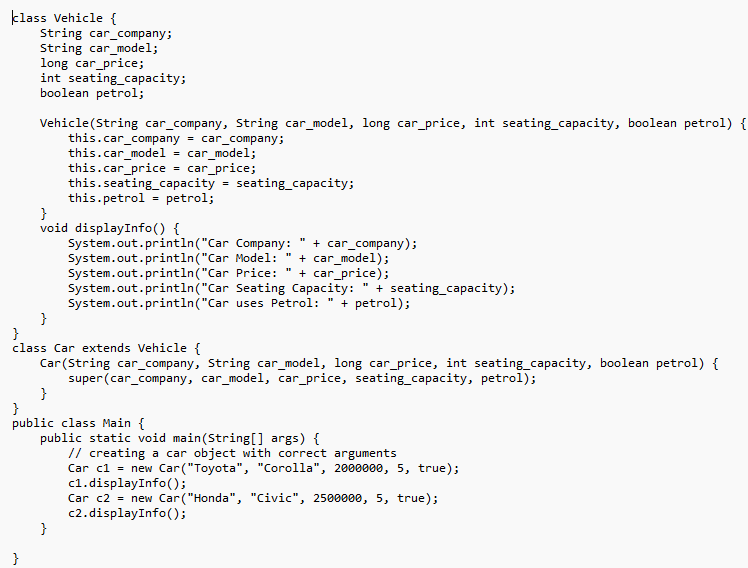 class Vehicle {
    String car_company;
    String car_model;
    long car_price;
    int seating_capacity;
    boolean petrol;

    Vehicle(String car_company, String car_model, long car_price, int seating_capacity, boolean petrol) {
        this.car_company = car_company;
        this.car_model = car_model;
        this.car_price = car_price;
        this.seating_capacity = seating_capacity;
        this.petrol = petrol;
    }
    void displayInfo() {
        System.out.println("Car Company: " + car_company);
        System.out.println("Car Model: " + car_model);
        System.out.println("Car Price: " + car_price);
        System.out.println("Car Seating Capacity: " + seating_capacity);
        System.out.println("Car uses Petrol: " + petrol);
    }
}
class Car extends Vehicle {
    Car(String car_company, String car_model, long car_price, int seating_capacity, boolean petrol) {
        super(car_company, car_model, car_price, seating_capacity, petrol);
    }
}
public class Main {
    public static void main(String[] args) {
        // creating a car object with correct arguments
        Car c1 = new Car("Toyota", "Corolla", 2000000, 5, true);
        c1.displayInfo();
        Car c2 = new Car("Honda", "Civic", 2500000, 5, true);
        c2.displayInfo();
    }

}